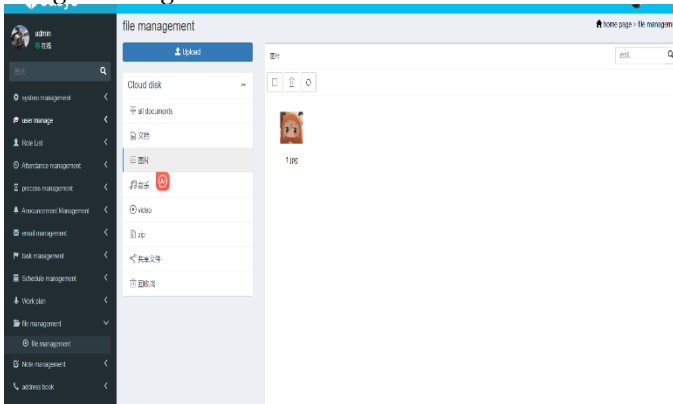 file management
home page > file managem
admin
在线
Upload
图片
Cloud disk
system management
all documents
user manage
文档
Role List
图片
1.jpg
Attendance management
音乐
process management
video
Announcement Management
zip
email management
共享文件
task management
回收站
Schedule management
Work plan
file management
file management
Note management
address book